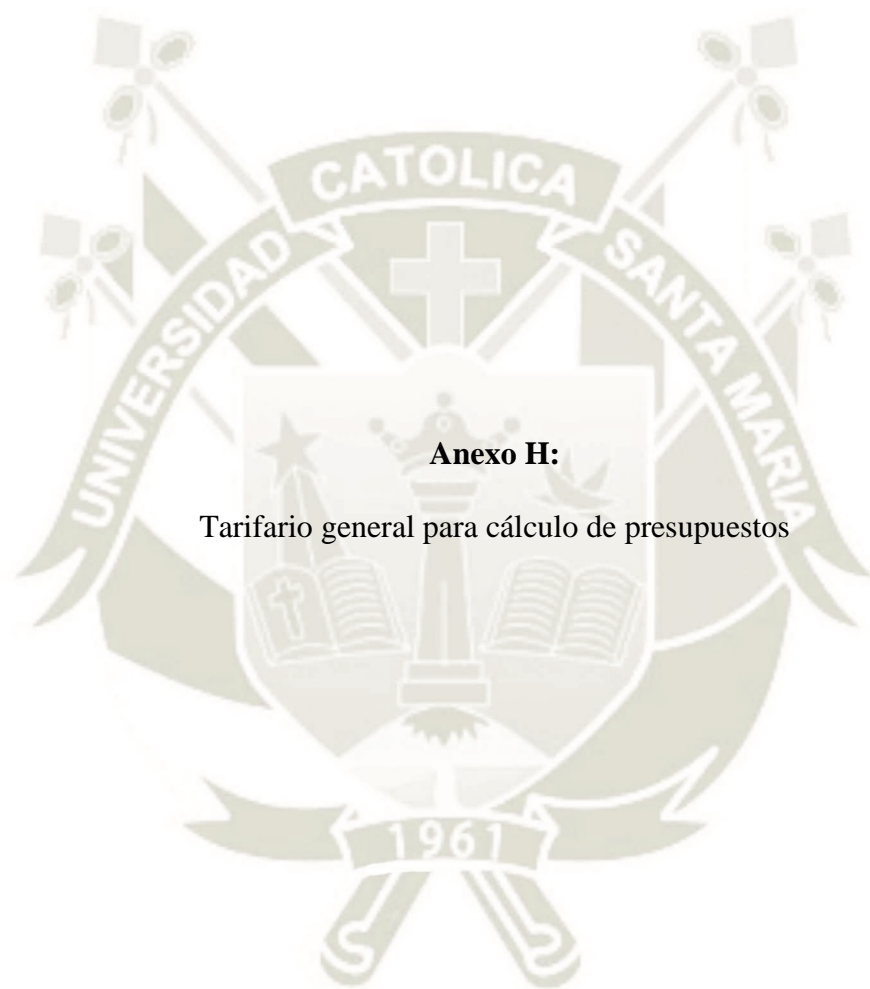 CATOLICA
UNIVERSIDAD
SANTA MARIA
Anexo H:
Tarifario general para cálculo de presupuestos
1961